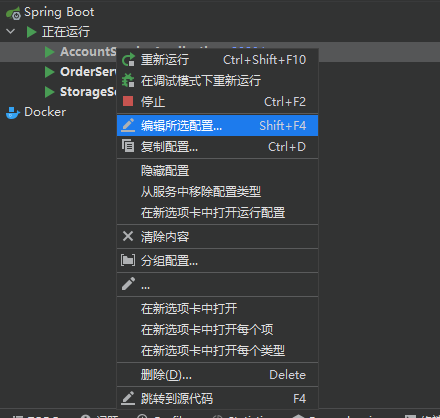 Spring Boot
正在运行
AccountS
重新运行 Ctrl+Shift+F10
OrderSer
在调试模式下重新运行
StorageSe
停止 Ctrl+F2
Docker
编辑所选配置... Shift+F4
复制配置... Ctrl+D
隐藏配置
从服务中移除配置类型
在新选项卡中打开运行配置
清除内容
分组配置...
...
在新选项卡中打开
在新选项卡中打开每个项
在新选项卡中打开每个类型
删除(D)... Delete
跳转到源代码 F4